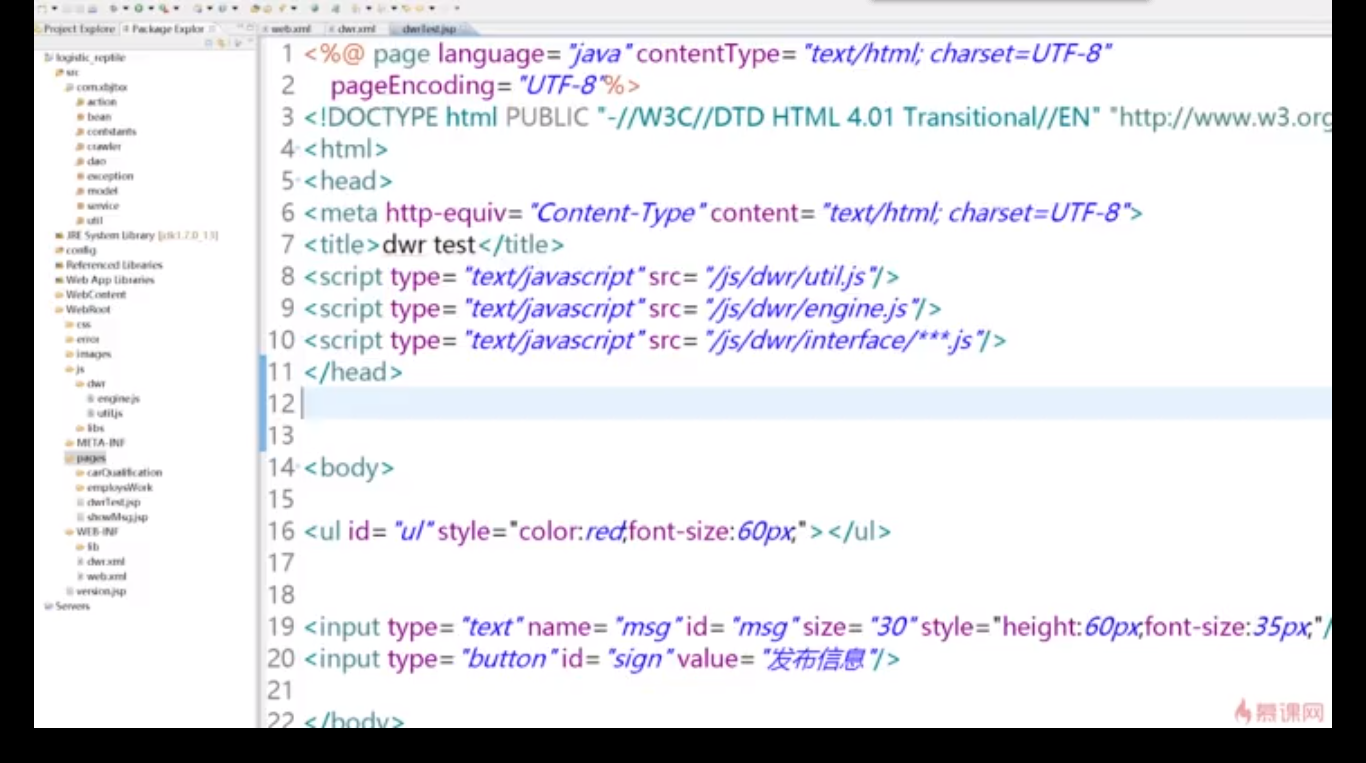 Project Explore Package Explor web.xml dwr.xml dwrTest.jsp
logistic_reptile
src
com.xbjtxx
action
bean
contstants
crawler
dao
exception
model
service
util
JRE System Library [jdk1.7.0_13]
config
Referenced Libraries
Web App Libraries
WebContent
WebRoot
css
error
images
js
dwr
engine.js
util.js
libs
META-INF
pages
carQualification
employsWork
dwrTest.jsp
showMsg.jsp
WEB-INF
lib
dwr.xml
web.xml
version.jsp
Servers
1 <%@ page language="java" contentType="text/html; charset=UTF-8"
2 pageEncoding="UTF-8"%>
3 <!DOCTYPE html PUBLIC "-//W3C//DTD HTML 4.01 Transitional//EN" "http://www.w3.org
4 <html>
5 <head>
6 <meta http-equiv="Content-Type" content="text/html; charset=UTF-8">
7 <title>dwr test</title>
8 <script type="text/javascript" src="/js/dwr/util.js"/>
9 <script type="text/javascript" src="/js/dwr/engine.js"/>
10 <script type="text/javascript" src="/js/dwr/interface/***.js"/>
11 </head>
12
13
14 <body>
15
16 <ul id="ul" style="color:red;font-size:60px;"></ul>
17
18
19 <input type="text" name="msg" id="msg" size="30" style="height:60px;font-size:35px;"/
20 <input type="button" id="sign" value="发布信息"/>
21
22 </body>
慕课网